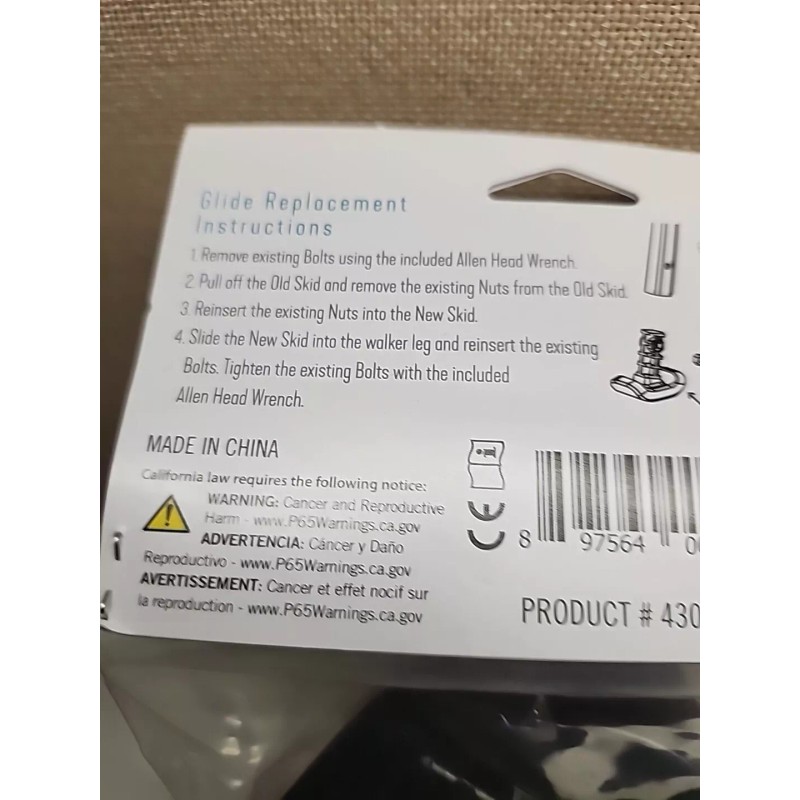 Glide Replacement
Instructions
1. Remove existing Bolts using the included Allen Head Wrench.
2. Pull off the Old Skid and remove the existing Nuts from the Old Skid.
3. Reinsert the existing Nuts into the New Skid.
4. Slide the New Skid into the walker leg and reinsert the existing
Bolts. Tighten the existing Bolts with the included
Allen Head Wrench.
MADE IN CHINA
California law requires the following notice:
WARNING: Cancer and Reproductive
Harm - www.P65Warnings.ca.gov
ADVERTENCIA: Cáncer y Daño
Reproductivo - www.P65Warnings.ca.gov
AVERTISSEMENT: Cancer et effet nocif sur
la reproduction - www.P65Warnings.ca.gov
CE
8 97564 0
PRODUCT # 430